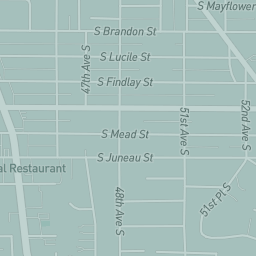 S Mayflower
S Brandon St
S Lucile St
47th Ave S
S Findlay St
51st Ave S
52nd Ave S
S Mead St
S Juneau St
al Restaurant
48th Ave S
51st Pl S